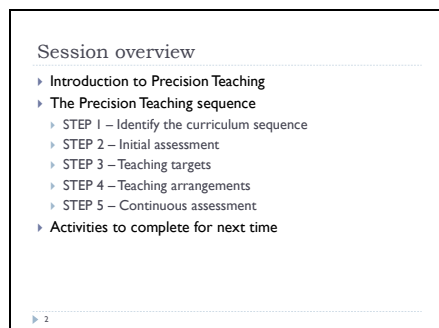 Session overview
Introduction to Precision Teaching
The Precision Teaching sequence
STEP 1 – Identify the curriculum sequence
STEP 2 – Initial assessment
STEP 3 – Teaching targets
STEP 4 – Teaching arrangements
STEP 5 – Continuous assessment
Activities to complete for next time
2